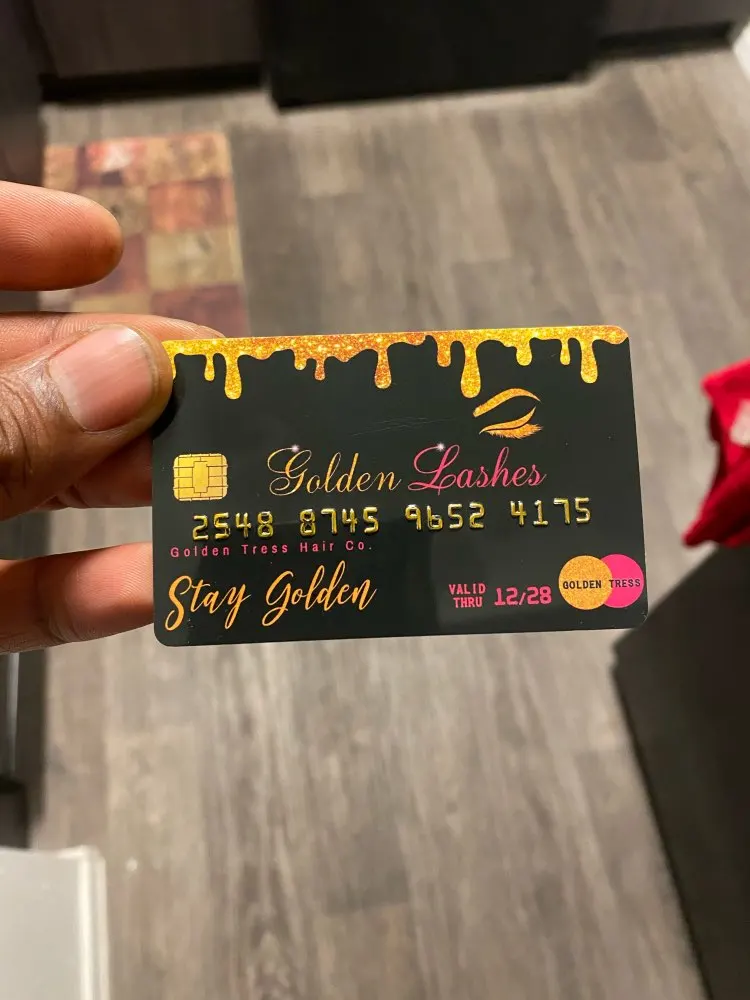 Golden Lashes
2548 8745 9652 4175
Golden Tress Hair Co.
Stay Golden
VALID
THRU 12/28
GOLDEN TRESS